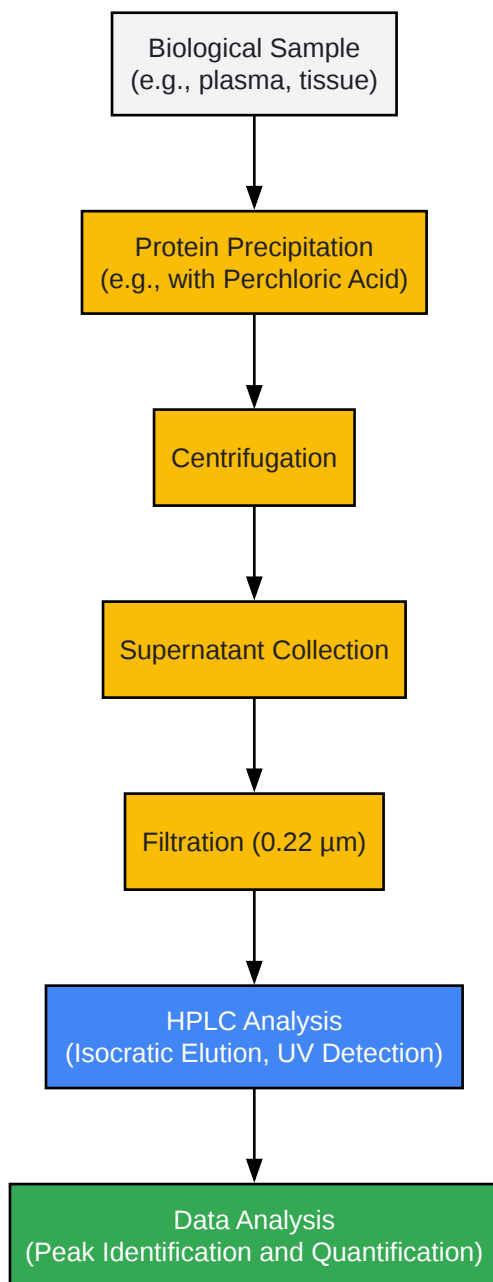 Biological Sample
(e.g., plasma, tissue)
Protein Precipitation
(e.g., with Perchloric Acid)
Centrifugation
Supernatant Collection
Filtration (0.22 µm)
HPLC Analysis
(Isocratic Elution, UV Detection)
Data Analysis
(Peak Identification and Quantification)